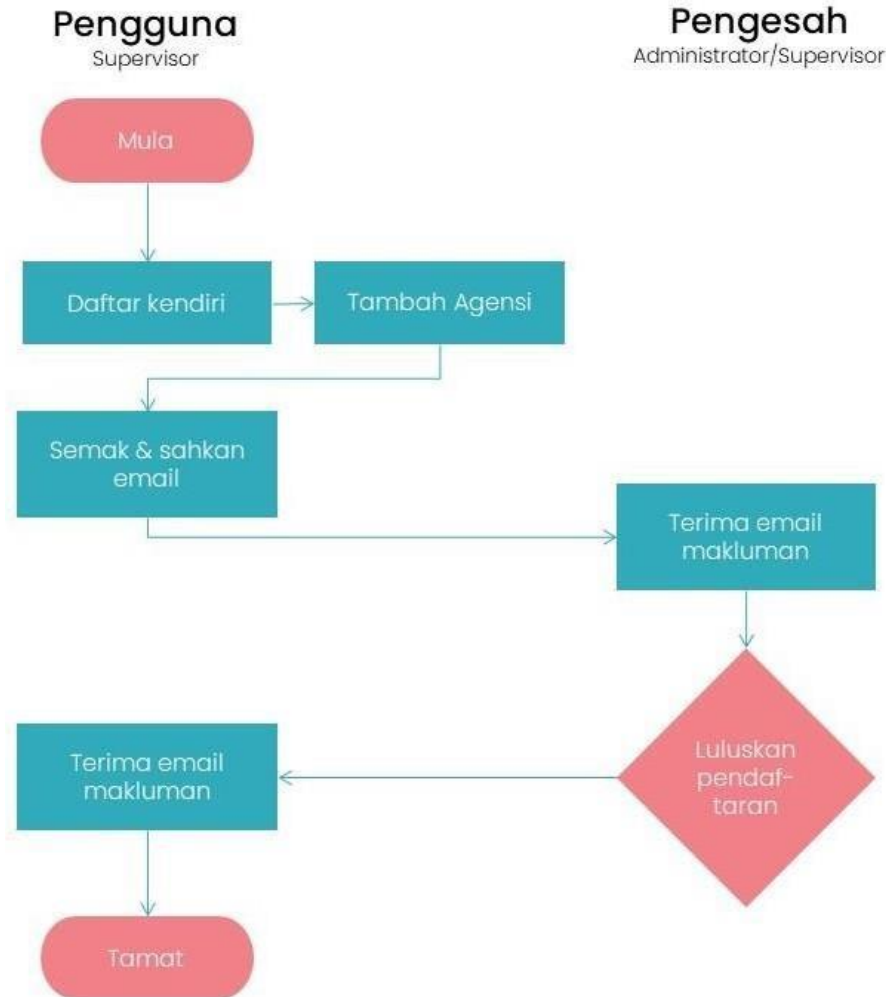 Pengguna
Supervisor
Pengesah
Administrator/Supervisor
Mula
Daftar kendiri
Tambah Agensi
Semak & sahkan
email
Terima email
makluman
Luluskan
pendaf-
taran
Terima email
makluman
Tamat